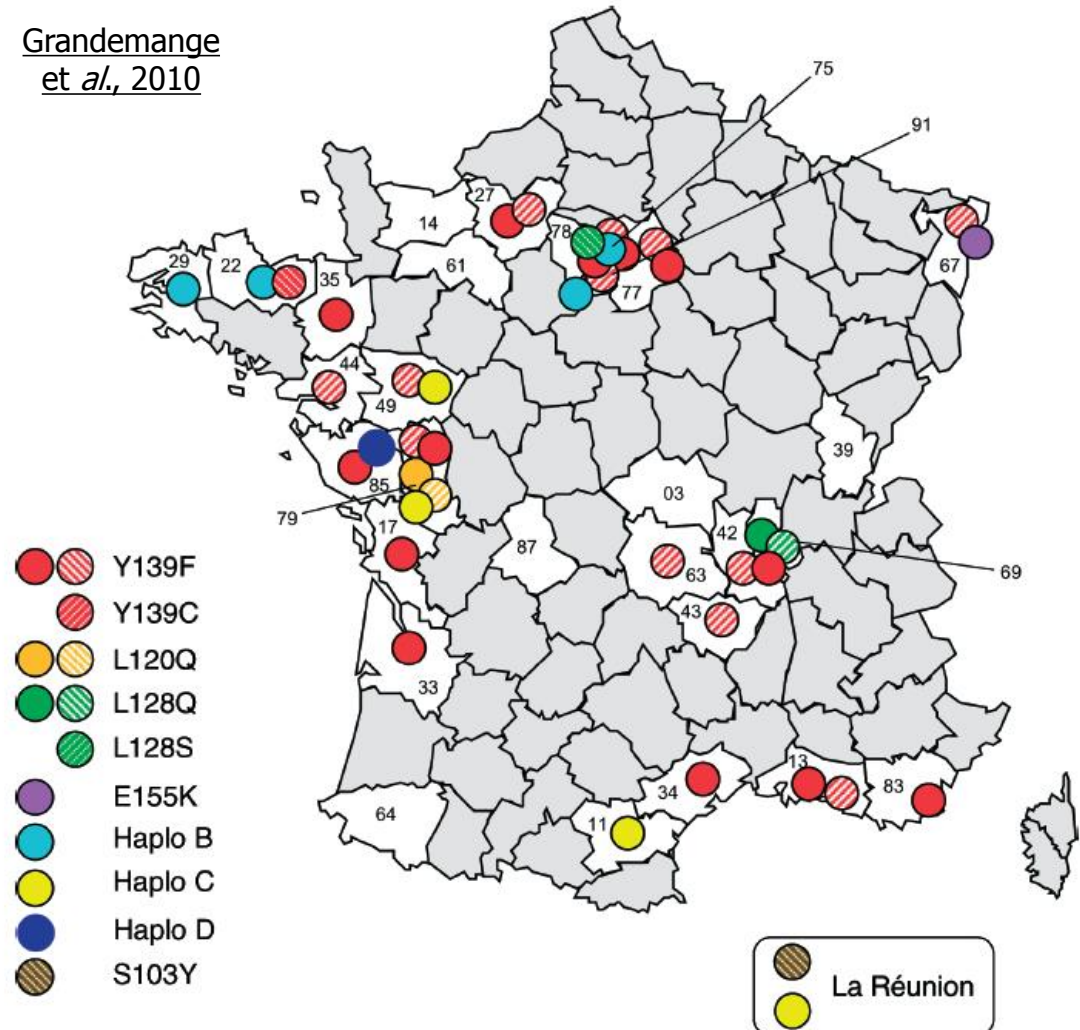 Grandemange
et al., 2010
75
91
27
14
78
61
77
67
29
22
35
44
49
39
85
79
03
17
87
42
63
69
43
33
13
83
34
64
11
Y139F
Y139C
L120Q
L128Q
L128S
E155K
Haplo B
Haplo C
Haplo D
S103Y
La Réunion